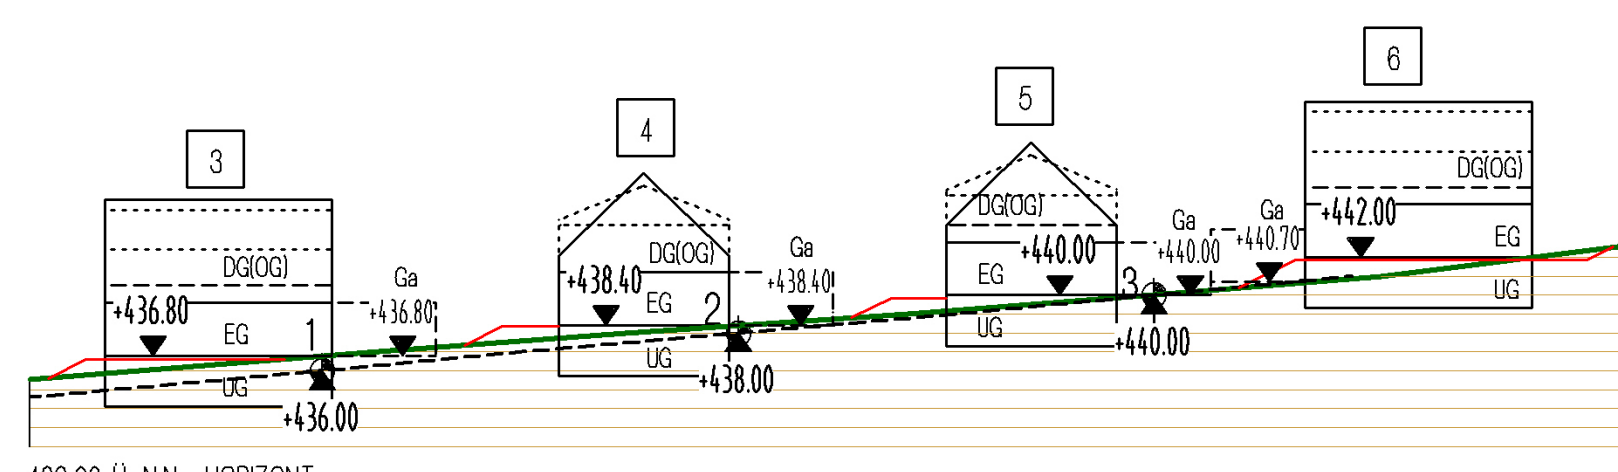 6
5
4
3
DG(OG)
+442.00
EG
UG
Ga
+440.70
Ga
+440.00
DG(OG)
+440.00
EG
3
UG
+440.00
Ga
+438.40
DG(OG)
+438.40
EG
2
UG
+438.00
Ga
+436.80
DG(OG)
+436.80
EG
1
UG
+436.00
HORIZONT